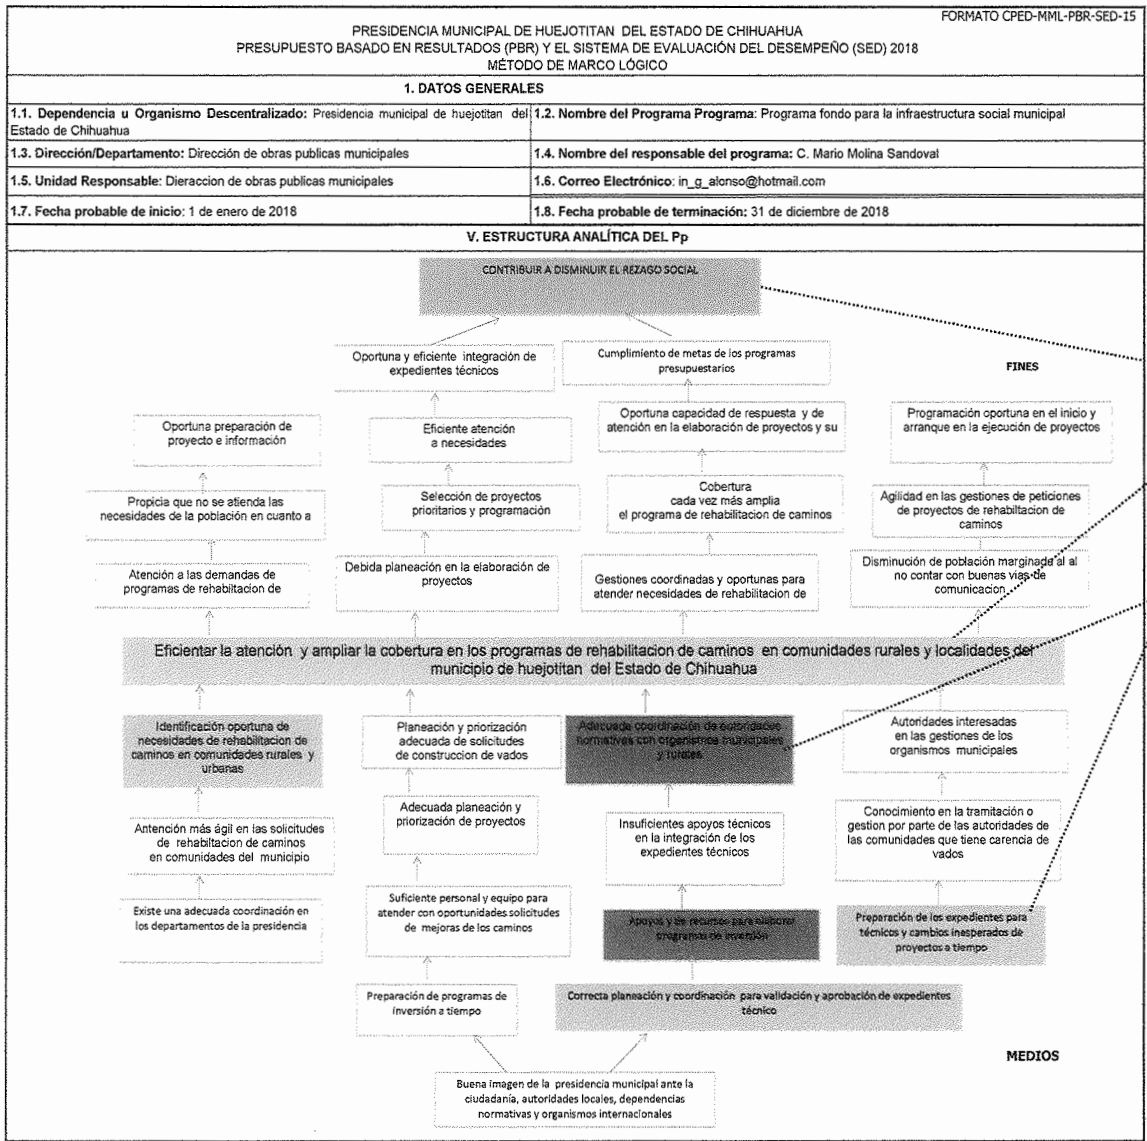 FORMATO CPED-MML-PBR-SED-15
PRESIDENCIA MUNICIPAL DE HUEJOTITAN DEL ESTADO DE CHIHUAHUA
PRESUPUESTO BASADO EN RESULTADOS (PBR) Y EL SISTEMA DE EVALUACIÓN DEL DESEMPEÑO (SED) 2018
MÉTODO DE MARCO LÓGICO
1. DATOS GENERALES
1.1. Dependencia u Organismo Descentralizado: Presidencia municipal de huejotitan del
Estado de Chihuahua
1.2. Nombre del Programa Programa: Programa fondo para la infraestructura social municipal
1.3. Dirección/Departamento: Dirección de obras publicas municipales
1.4. Nombre del responsable del programa: C. Mario Molina Sandoval
1.5. Unidad Responsable: Dieraccion de obras publicas municipales
1.6. Correo Electrónico: in_g_alonso@hotmail.com
1.7. Fecha probable de inicio: 1 de enero de 2018
1.8. Fecha probable de terminación: 31 de diciembre de 2018
V. ESTRUCTURA ANALÍTICA DEL Pp
CONTRIBUIR A DISMINUIR EL REZAGO SOCIAL
Oportuna y eficiente integración de
expedientes técnicos
Cumplimiento de metas de los programas
presupuestarios
FINES
Oportuna preparación de
proyecto e información
Eficiente atención
a necesidades
Oportuna capacidad de respuesta y de
atención en la elaboración de proyectos y su
Programación oportuna en el inicio y
arranque en la ejecución de proyectos
Propicia que no se atienda las
necesidades de la población en cuanto a
Selección de proyectos
prioritarios y programación
Cobertura
cada vez más amplia
el programa de rehabilitacion de caminos
Agilidad en las gestiones de peticiones
de proyectos de rehabiltacion de
caminos
Atención a las demandas de
programas de rehabiltacion de
Debida planeación en la elaboración de
proyectos
Gestiones coordinadas y oportunas para
atender necesidades de rehabilitacion de
Disminución de población marginada al al
no contar con buenas vias de
comunicacion
Eficientar la atención y ampliar la cobertura en los programas de rehabilitacion de caminos en comunidades rurales y localidades del
municipio de huejotitan del Estado de Chihuahua
Identificación oportuna de
necesidades de rehabilitacion de
caminos en comunidades rurales y
urbanas
Planeación y priorización
adecuada de solicitudes
de construccion de vados
Adecuada coordinación de autoridades
normativas con organismos municipales
y rurales
Autoridades interesadas
en las gestiones de los
organismos municipales
Antención más ágil en las solicitudes
de rehabitacion de caminos
en comunidades del municipio
Adecuada planeación y
priorización de proyectos
Insuficientes apoyos técnicos
en la integración de los
expedientes técnicos
Conocimiento en la tramitación o
gestion por parte de las autoridades de
las comunidades que tiene carencia de
vados
Existe una adecuada coordinación en
los departamentos de la presidencia
Suficiente personal y equipo para
atender con oportunidades solicitudes
de mejoras de los caminos
Apoyos y de recursos para elaborar
programas de inversión
Preparación de los expedientes para
técnicos y cambios inesperados de
proyectos a tiempo
Preparación de programas de
inversión a tiempo
Correcta planeación y coordinación para validación y aprobación de expedientes
técnico
MEDIOS
Buena imagen de la presidencia municipal ante la
ciudadanía, autoridades locales, dependencias
normativas y organismos internacionales